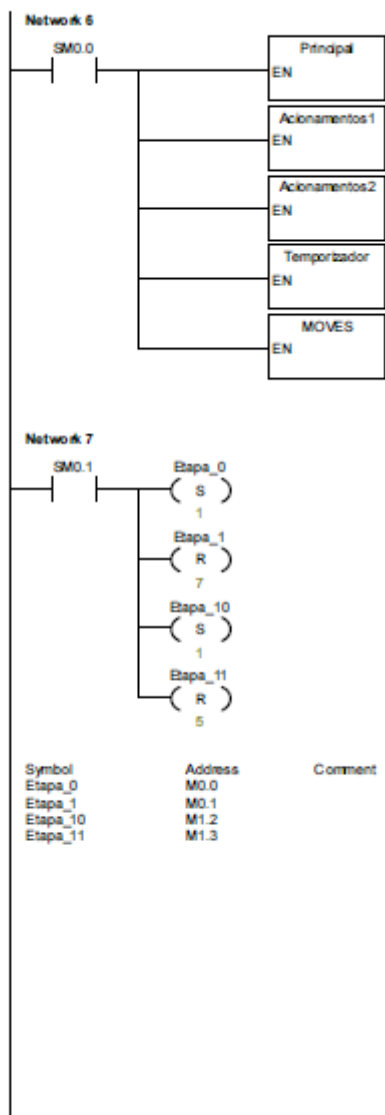 Network 6
SM0.0
Principal
EN
Acionamentos1
EN
Acionamentos2
EN
Temporizador
EN
MOVES
EN
Network 7
SM0.1
Etapa_0
S
1
Etapa_1
R
7
Etapa_10
S
1
Etapa_11
R
5
Symbol Address Comment
Etapa_0 M0.0
Etapa_1 M0.1
Etapa_10 M1.2
Etapa_11 M1.3